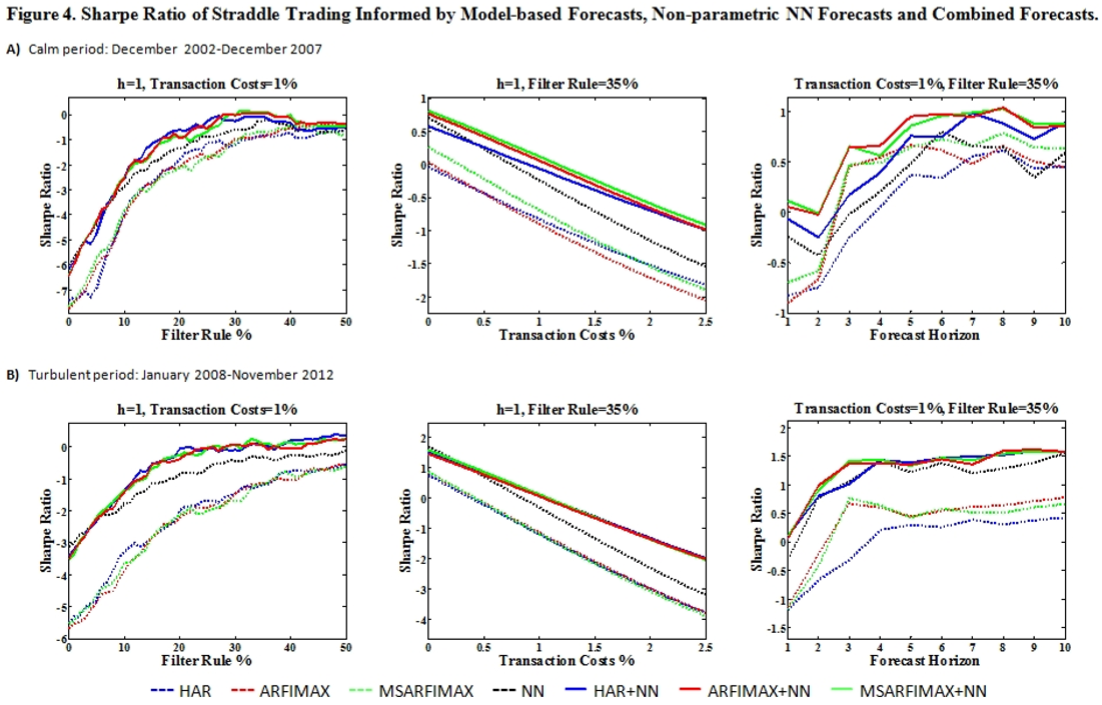 Figure 4. Sharpe Ratio of Straddle Trading Informed by Model-based Forecasts, Non-parametric NN Forecasts and Combined Forecasts.
A) Calm period: December 2002-December 2007
h=1, Transaction Costs=1%
h=1, Filter Rule=35%
Transaction Costs=1%, Filter Rule=35%
Sharpe Ratio
0
-1
-2
-3
-4
-5
-6
-7
0 10 20 30 40 50
Filter Rule %
Sharpe Ratio
1
0.5
0
-0.5
-1
-1.5
-2
0 0.5 1 1.5 2 2.5
Transaction Costs %
Sharpe Ratio
1
0.5
0
-0.5
-1
1 2 3 4 5 6 7 8 9 10
Forecast Horizon
B) Turbulent period: January 2008-November 2012
h=1, Transaction Costs=1%
h=1, Filter Rule=35%
Transaction Costs=1%, Filter Rule=35%
Sharpe Ratio
0
-1
-2
-3
-4
-5
-6
0 10 20 30 40 50
Filter Rule %
Sharpe Ratio
2
1
0
-1
-2
-3
-4
0 0.5 1 1.5 2 2.5
Transaction Costs %
Sharpe Ratio
2
1.5
1
0.5
0
-0.5
-1
-1.5
1 2 3 4 5 6 7 8 9 10
Forecast Horizon
HAR ARFIMAX MSARFIMAX NN HAR+NN ARFIMAX+NN MSARFIMAX+NN